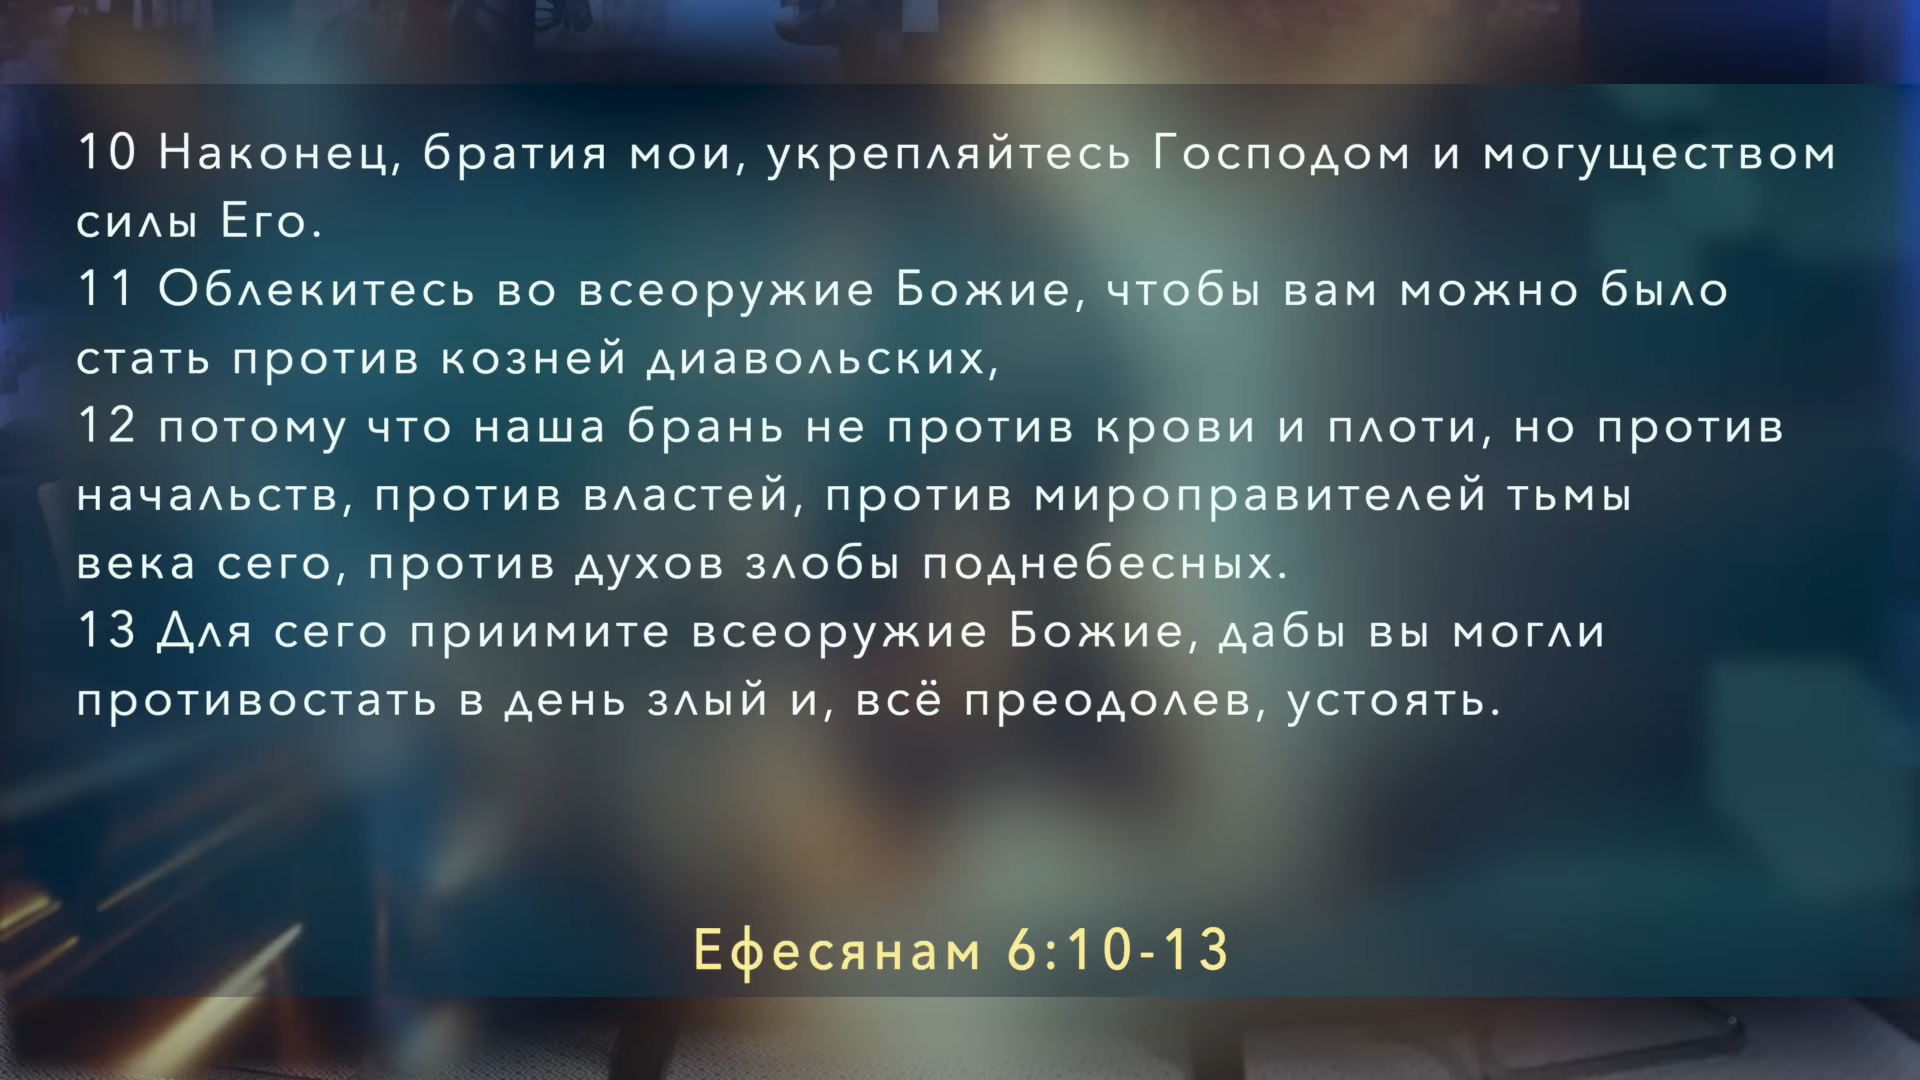 10 Наконец, братия мои, укрепляйтесь Господом и могуществом
силы Его.
11 Облекитесь во всеоружие Божие, чтобы вам можно было
стать против козней диавольских,
12 потому что наша брань не против крови и плоти, но против
начальств, против властей, против мироправителей тьмы
века сего, против духов злобы поднебесных.
13 Для сего приимите всеоружие Божие, дабы вы могли
противостать в день злый и, всё преодолев, устоять.
Ефесянам 6:10-13